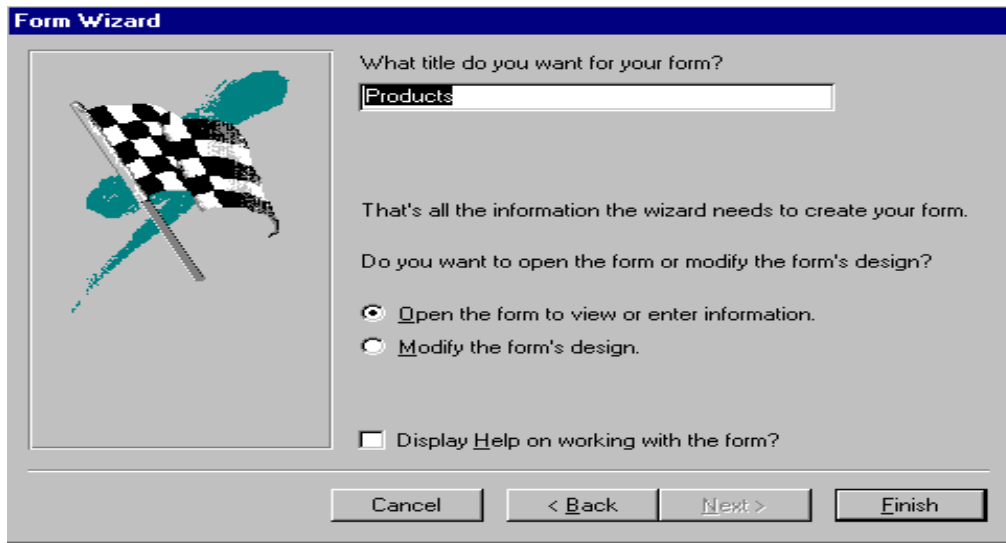 Form Wizard
What title do you want for your form?
Products
That's all the information the wizard needs to create your form.
Do you want to open the form or modify the form's design?
Open the form to view or enter information.
Modify the form's design.
Display Help on working with the form?
Cancel
< Back
Next >
Finish